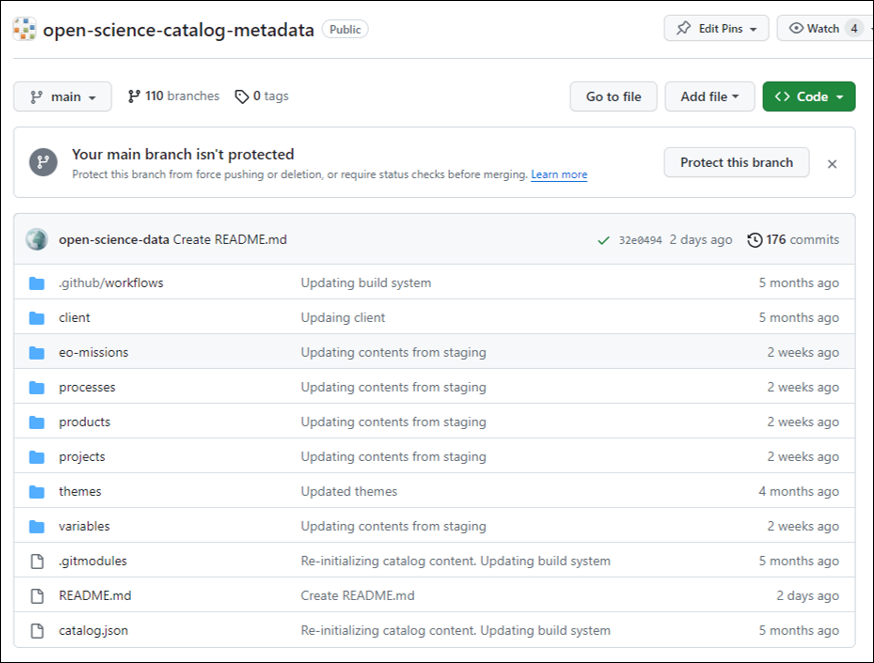 open-science-catalog-metadata Public Edit Pins Watch 4
main 110 branches 0 tags Go to file Add file Code
Your main branch isn't protected
Protect this branch from force pushing or deletion, or require status checks before merging. Learn more
Protect this branch
open-science-data Create README.md 32e0494 2 days ago 176 commits
.github/workflows Updating build system 5 months ago
client Updaing client 5 months ago
eo-missions Updating contents from staging 2 weeks ago
processes Updating contents from staging 2 weeks ago
products Updating contents from staging 2 weeks ago
projects Updating contents from staging 2 weeks ago
themes Updated themes 4 months ago
variables Updating contents from staging 2 weeks ago
.gitmodules Re-initializing catalog content. Updating build system 5 months ago
README.md Create README.md 2 days ago
catalog.json Re-initializing catalog content. Updating build system 5 months ago